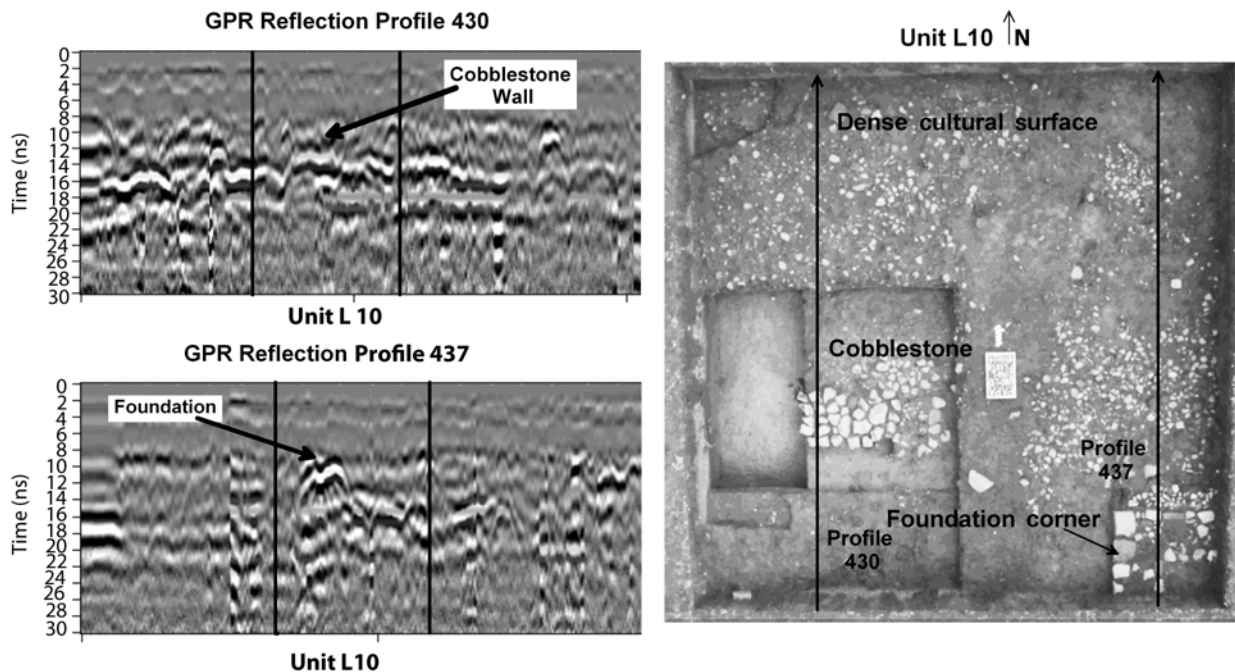 GPR Reflection Profile 430
Time (ns)
0
2
4
6
8
10
12
14
16
18
20
22
24
26
28
30
Cobblestone
Wall
Unit L 10
GPR Reflection Profile 437
Time (ns)
0
2
4
6
8
10
12
14
16
18
20
22
24
26
28
30
Foundation
Unit L10
Unit L10 N
Dense cultural surface
Cobblestone
Profile
437
Foundation corner
Profile
430